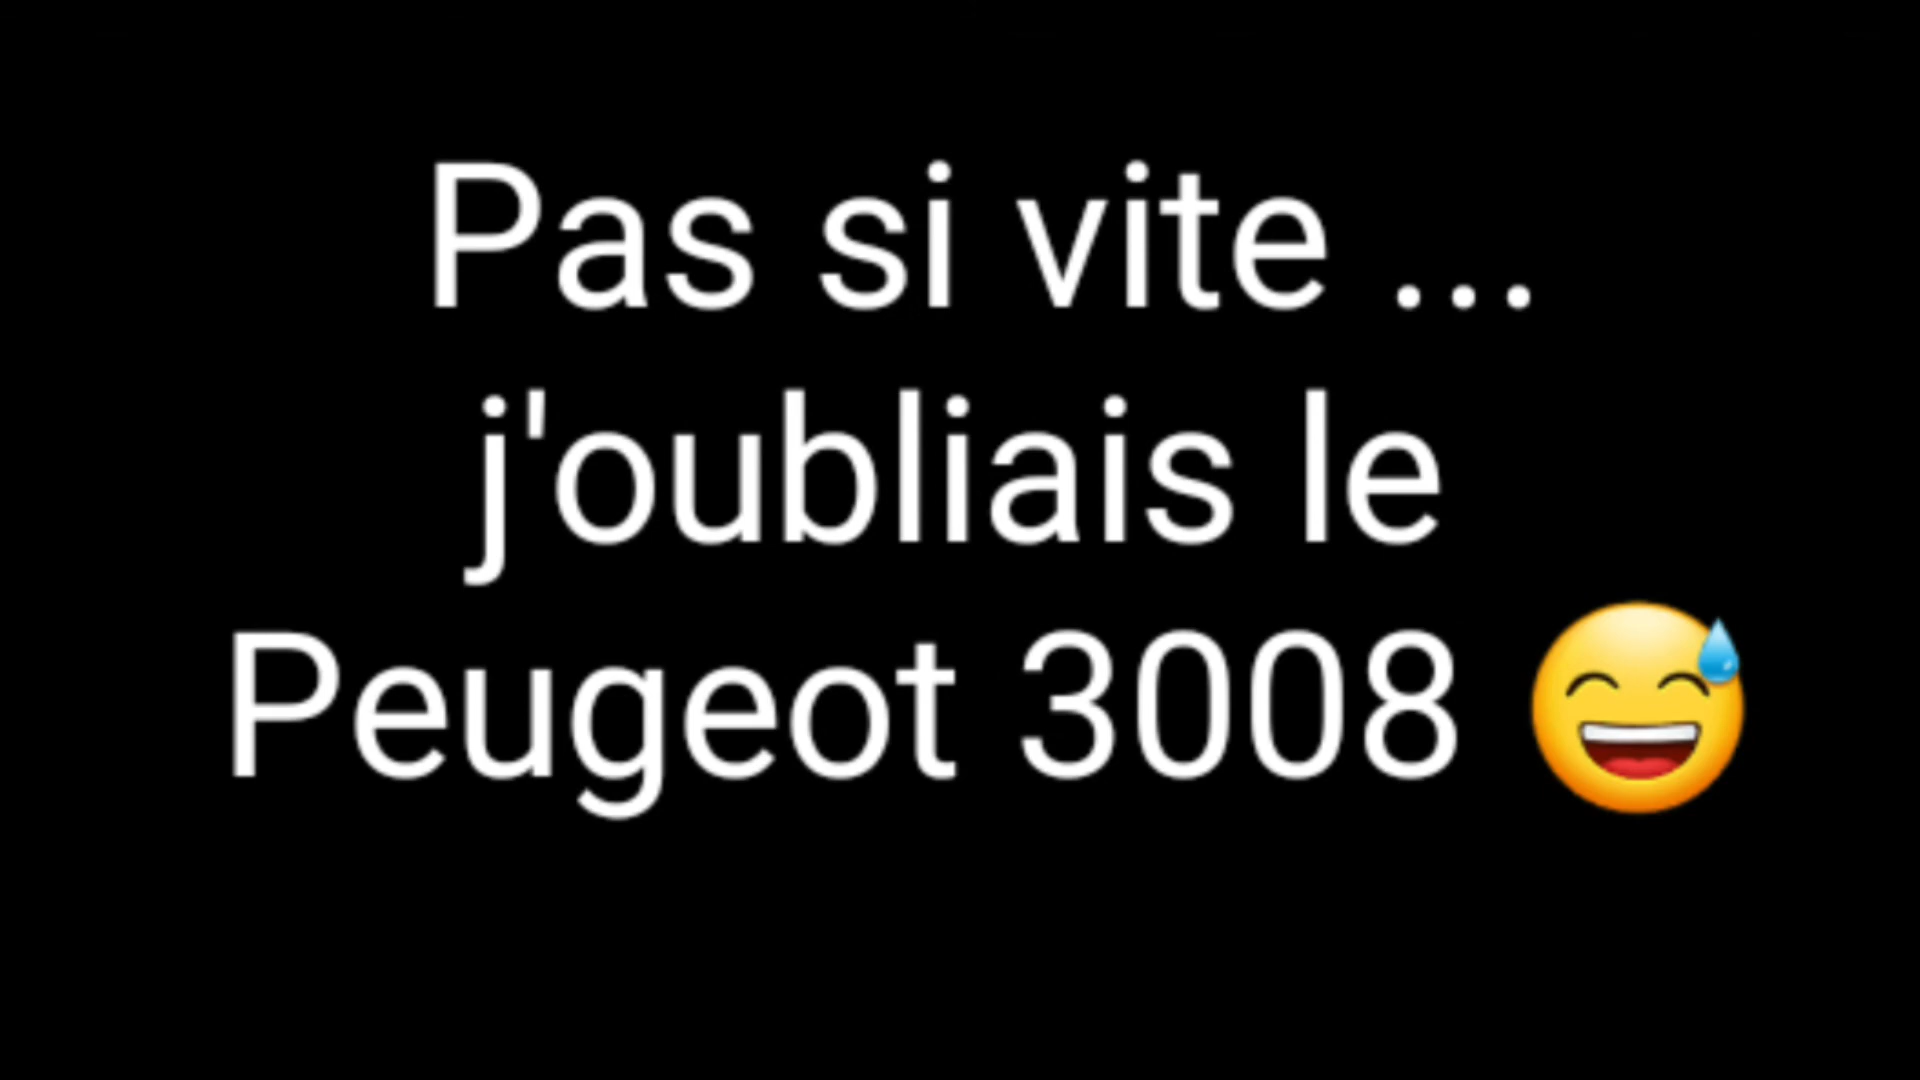 Pas si vite ...
j'oubliais le
Peugeot 3008 😅